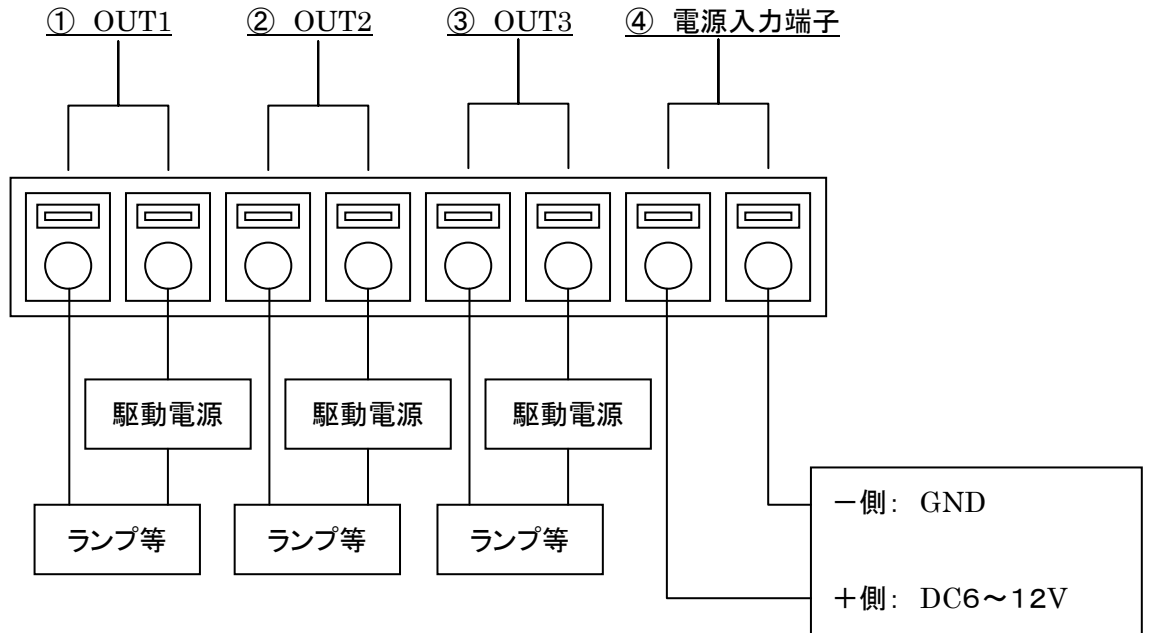 ① OUT1
② OUT2
③ OUT3
④ 電源入力端子
駆動電源
駆動電源
駆動電源
ランプ等
ランプ等
ランプ等
－側： GND
＋側： DC6～12V